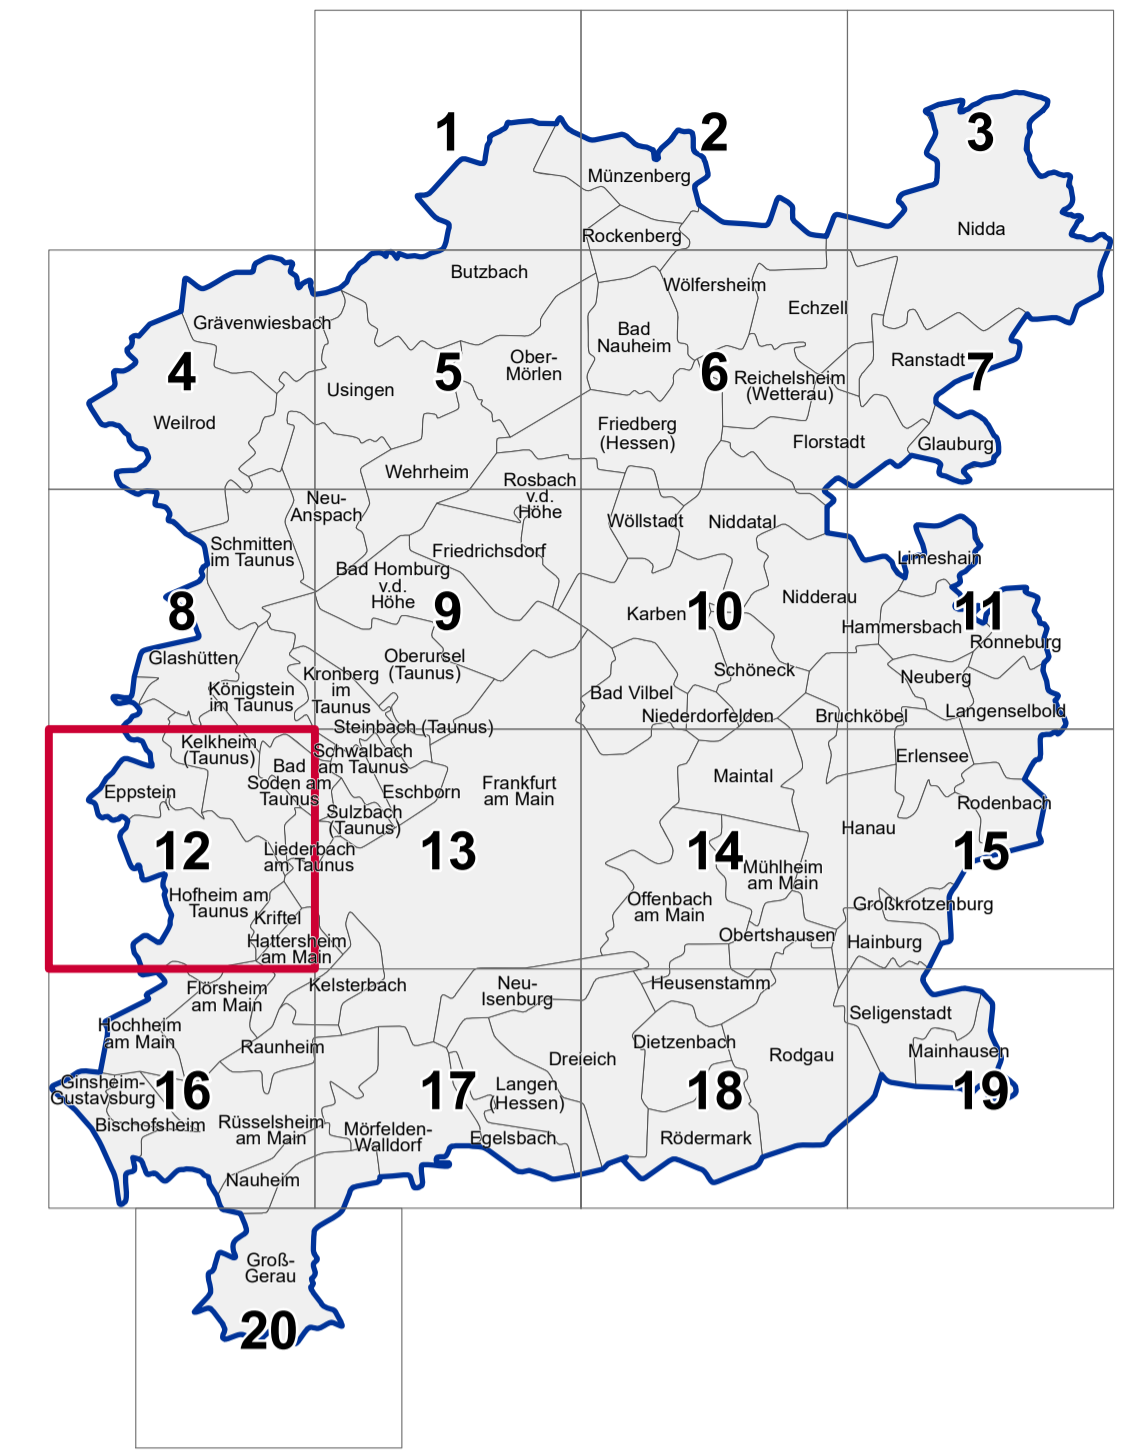 1
2
3
Münzenberg
Rockenberg
Nidda
Butzbach
Wölfersheim
Echzell
Grävenwiesbach
Bad
Nauheim
Ober-
Mörlen
Ranstadt
4
5
6
7
Usingen
Reichelsheim
(Wetterau)
Weilrod
Friedberg
(Hessen)
Florstadt
Glauburg
Wehrheim
Rosbach
v.d.
Höhe
Neu-
Anspach
Wöllstadt
Niddatal
Schmitten
im Taunus
Friedrichsdorf
Limeshain
Bad Homburg
v.d.
Höhe
8
9
10
11
Nidderau
Karben
Hammersbach
Ronneburg
Glashütten
Oberursel
(Taunus)
Schöneck
Neuberg
Königstein
im Taunus
Kronberg
im
Taunus
Bad Vilbel
Niederdorfelden
Bruchköbel
Langenselbold
Steinbach (Taunus)
Kelkheim
(Taunus)
Schwalbach
am Taunus
Erlensee
Bad
Soden am
Taunus
Maintal
Eppstein
Eschborn
Frankfurt
am Main
Rodenbach
Sulzbach
(Taunus)
Hanau
12
13
14
15
Liederbach
am Taunus
Mühlheim
am Main
Hofheim am
Taunus
Offenbach
am Main
Großkrotzenburg
Kriftel
Obertshausen
Hainburg
Hattersheim
am Main
Flörsheim
am Main
Kelsterbach
Neu-
Isenburg
Heusenstamm
Seligenstadt
Hochheim
am Main
Raunheim
Dreieich
Dietzenbach
Rodgau
Mainhausen
Ginsheim-
Gustavsburg
16
17
18
19
Langen
(Hessen)
Bischofsheim
Rüsselsheim
am Main
Mörfelden-
Walldorf
Egelsbach
Rödermark
Nauheim
Groß-
Gerau
20